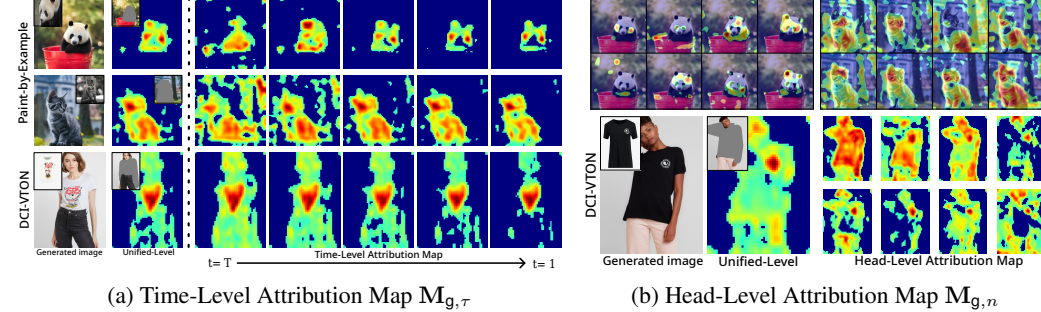 Paint-by-Example
DCI-VTON
Generated image
Unified-Level
Time-Level Attribution Map
t= T
t= 1
(a) Time-Level Attribution Map M_{g,τ}
DCI-VTON
Generated image
Unified-Level
Head-Level Attribution Map
(b) Head-Level Attribution Map M_{g,n}